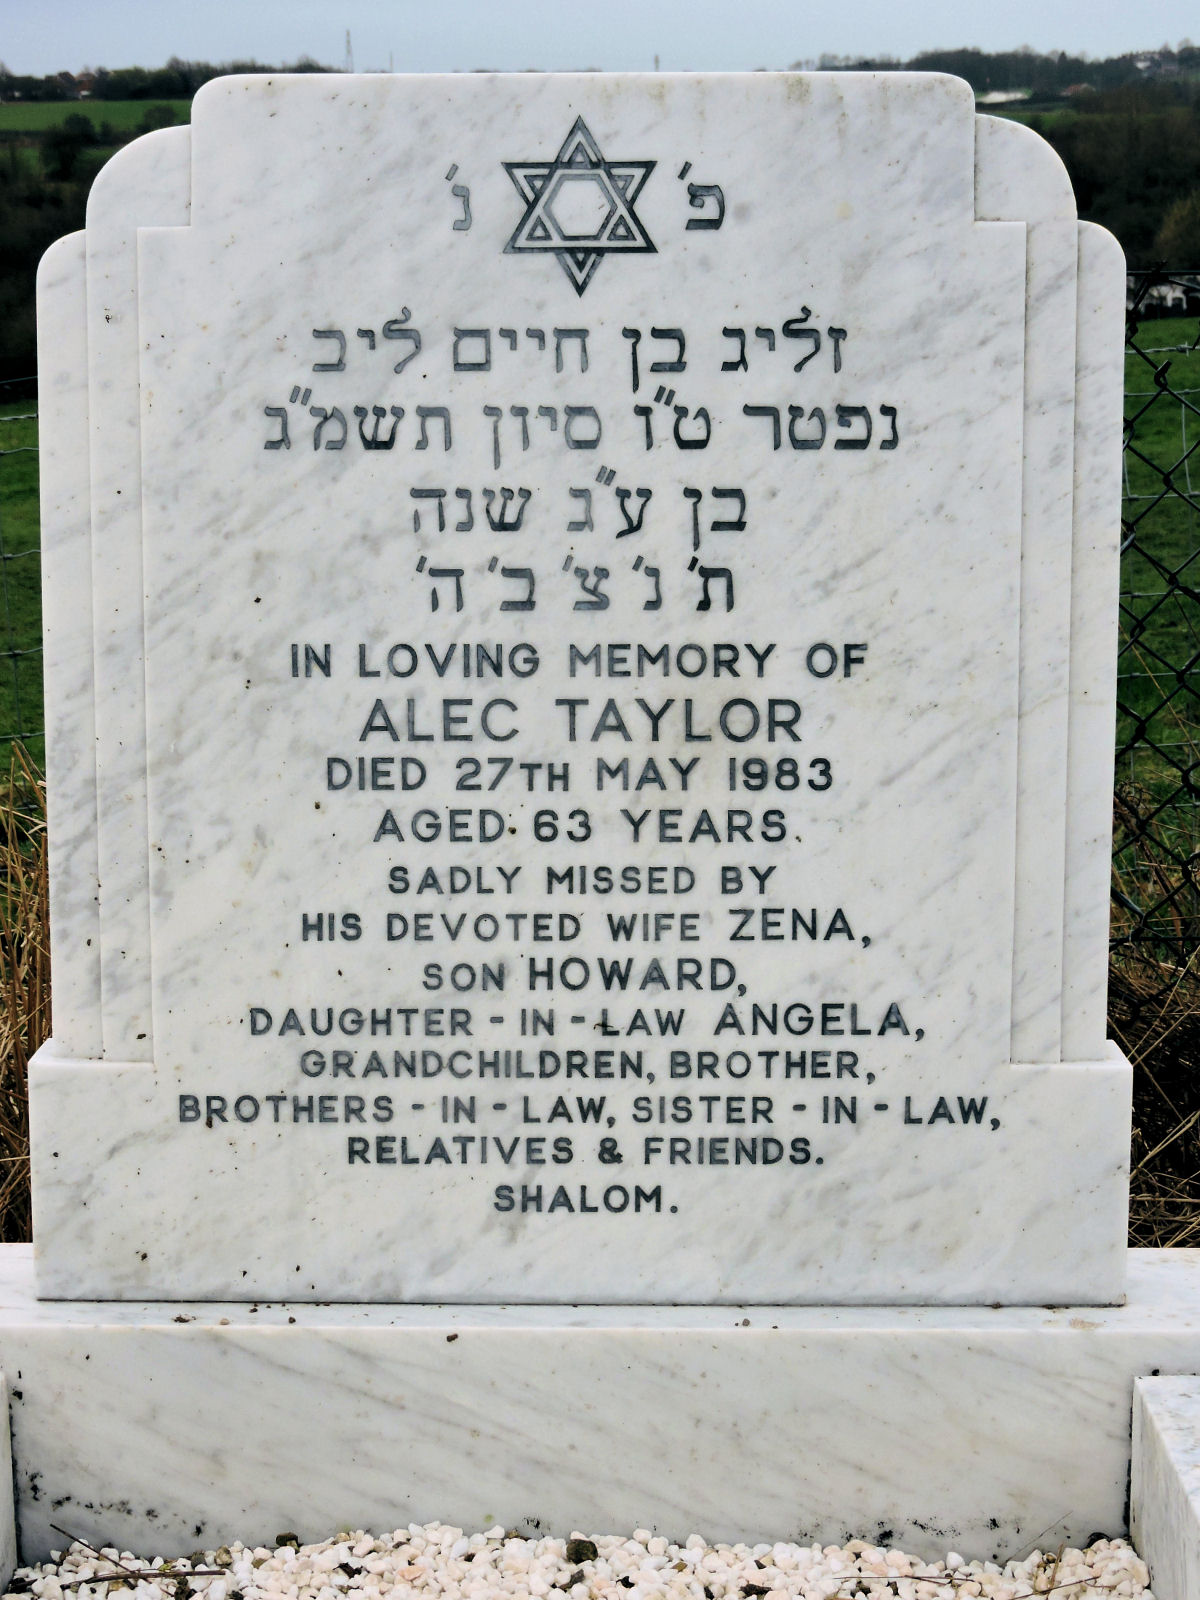 פ׳ נ׳
זליג בן חיים ליב
נפטר ט״ו סיון תשמ״ג
בן ע״ג שנה
ת׳ נ׳ צ׳ ב׳ ה׳
IN LOVING MEMORY OF
ALEC TAYLOR
DIED 27TH MAY 1983
AGED 63 YEARS.
SADLY MISSED BY
HIS DEVOTED WIFE ZENA,
SON HOWARD,
DAUGHTER-IN-LAW ANGELA,
GRANDCHILDREN, BROTHER,
BROTHERS-IN-LAW, SISTER-IN-LAW,
RELATIVES & FRIENDS.
SHALOM.